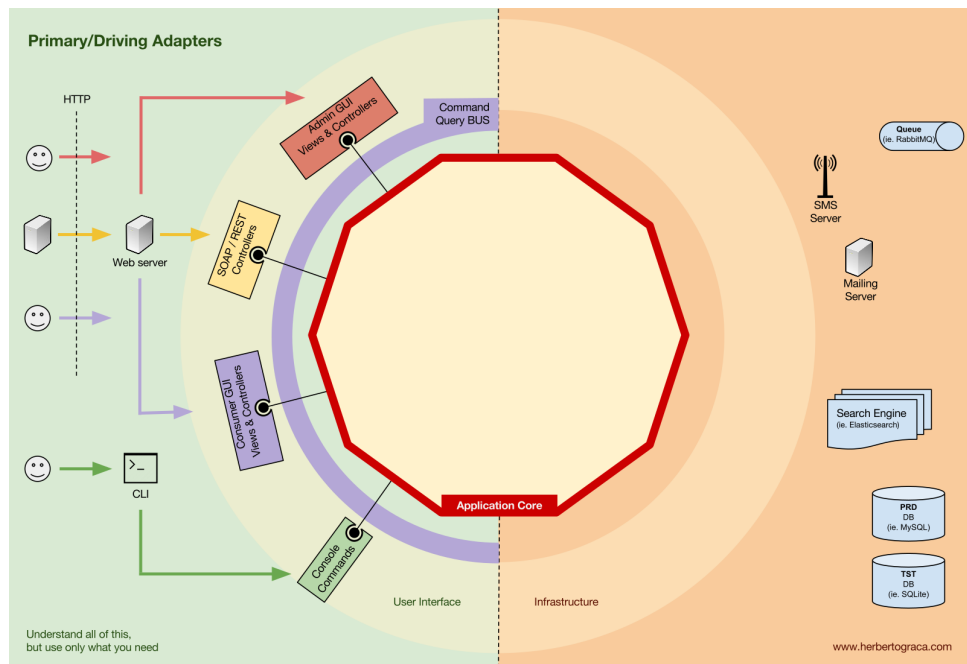 Primary/Driving Adapters
HTTP
Admin GUI
Views & Controllers
Command
Query BUS
Queue
(ie. RabbitMQ)
SMS
Server
SOAP / REST
Controllers
Web server
Mailing
Server
Consumer GUI
Views & Controllers
Search Engine
(ie. Elasticsearch)
>_
CLI
Application Core
PRD
DB
(ie. MySQL)
Console
Commands
TST
DB
(ie. SQLite)
User Interface
Infrastructure
Understand all of this,
but use only what you need
www.herbertograca.com